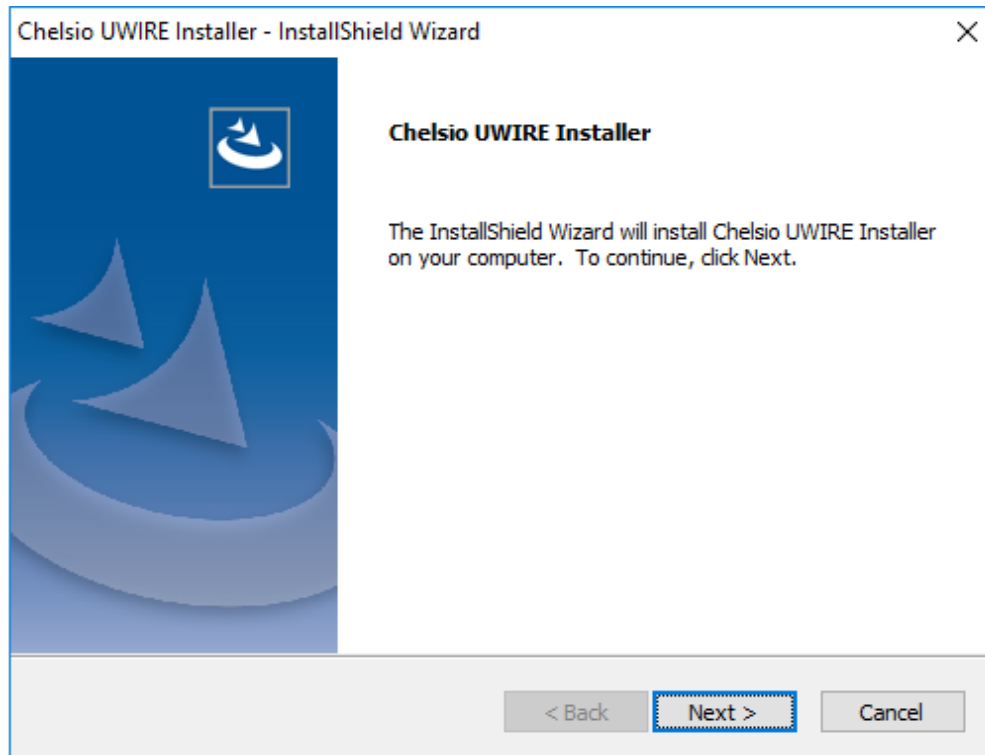 Chelsio UWIRE Installer - InstallShield Wizard
Chelsio UWIRE Installer
The InstallShield Wizard will install Chelsio UWIRE Installer
on your computer.  To continue, click Next.
< Back
Next >
Cancel